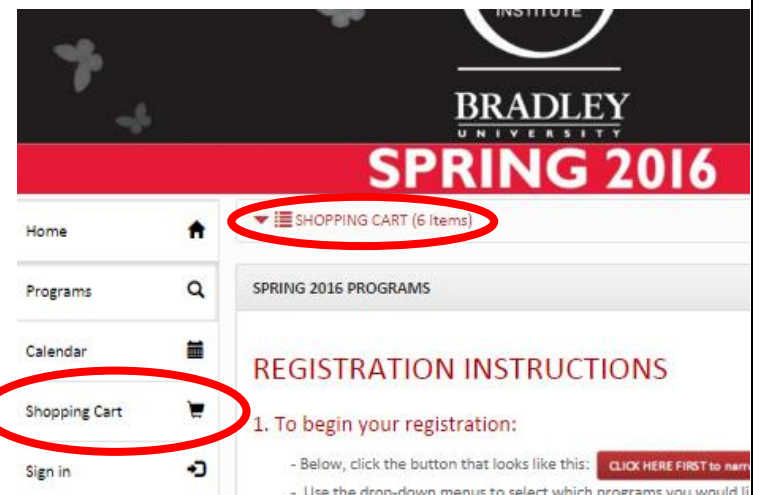 INSTITUTE
BRADLEY
UNIVERSITY
SPRING 2016
Home
SHOPPING CART (6 Items)
Programs
SPRING 2016 PROGRAMS
Calendar
REGISTRATION INSTRUCTIONS
Shopping Cart
1. To begin your registration:
Sign in
- Below, click the button that looks like this: CLICK HERE FIRST to narr
- Use the drop-down menus to select which programs you would li